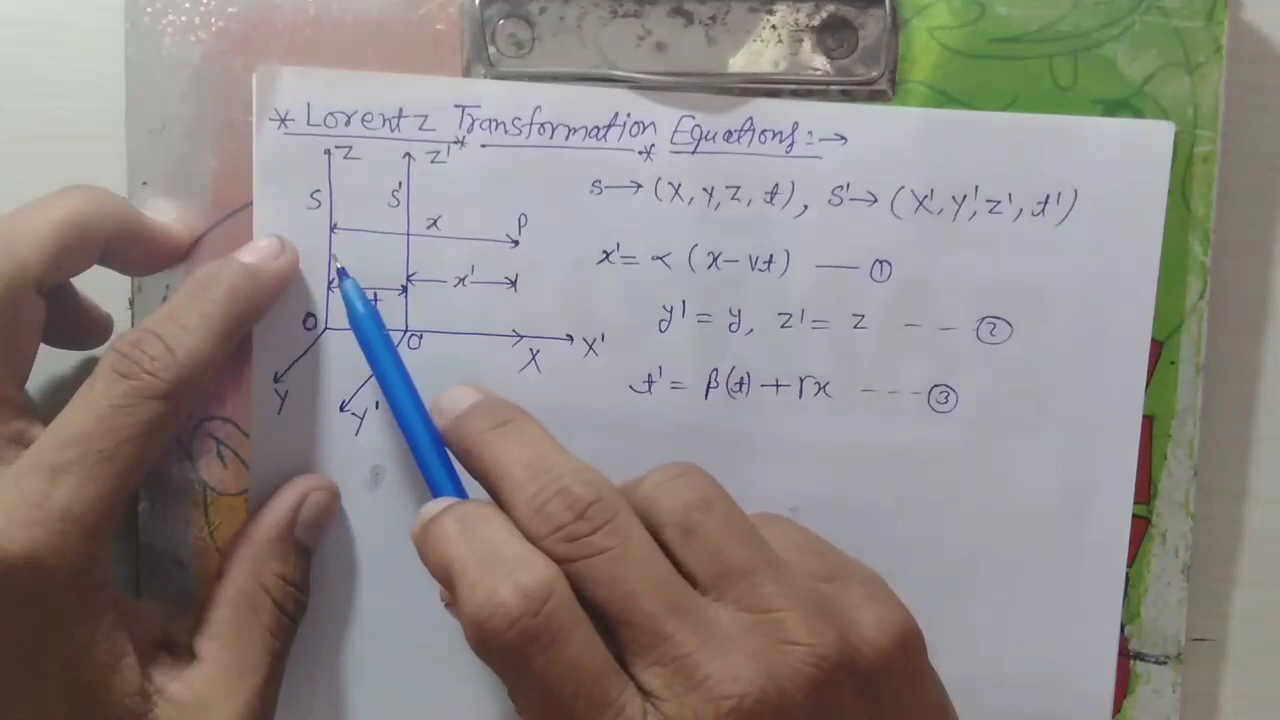 * Lorentz Transformation Equations :→
Z Z'
S S'
S → (X, Y, Z, t), S' → (X', Y', Z', t')
x P
x' = α (x - vt) — ①
x'
y' = y, z' = z - - ②
O O' X X'
t' = β(t) + γx - - - ③
Y Y'